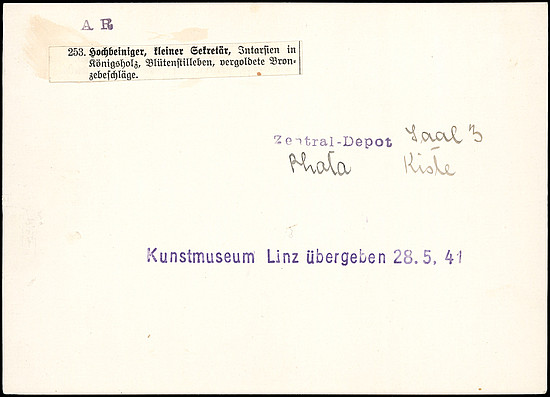 A R
253. Hochbeiniger, kleiner Sekretär, Intarsien in
Königsholz, Blütenstilleben, vergoldete Bron-
zebeschläge.
Zentral-Depot Saal 3
Kiste
Kunstmuseum Linz übergeben 28. 5. 41